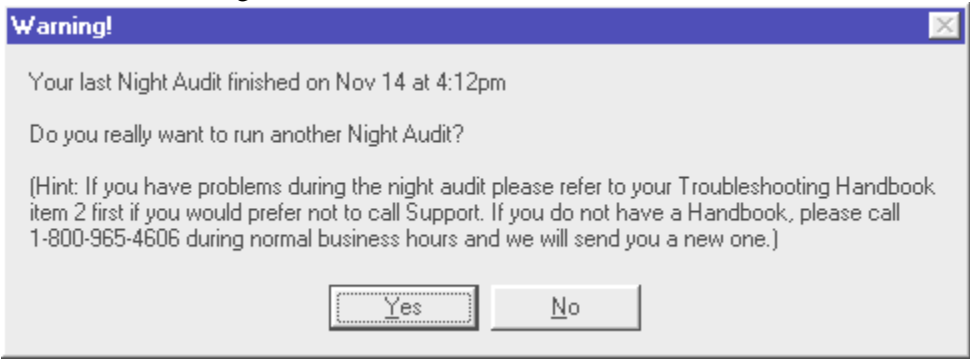 Warning!
Your last Night Audit finished on Nov 14 at 4:12pm
Do you really want to run another Night Audit?
(Hint: If you have problems during the night audit please refer to your Troubleshooting Handbook
item 2 first if you would prefer not to call Support. If you do not have a Handbook, please call
1-800-965-4606 during normal business hours and we will send you a new one.)
Yes No